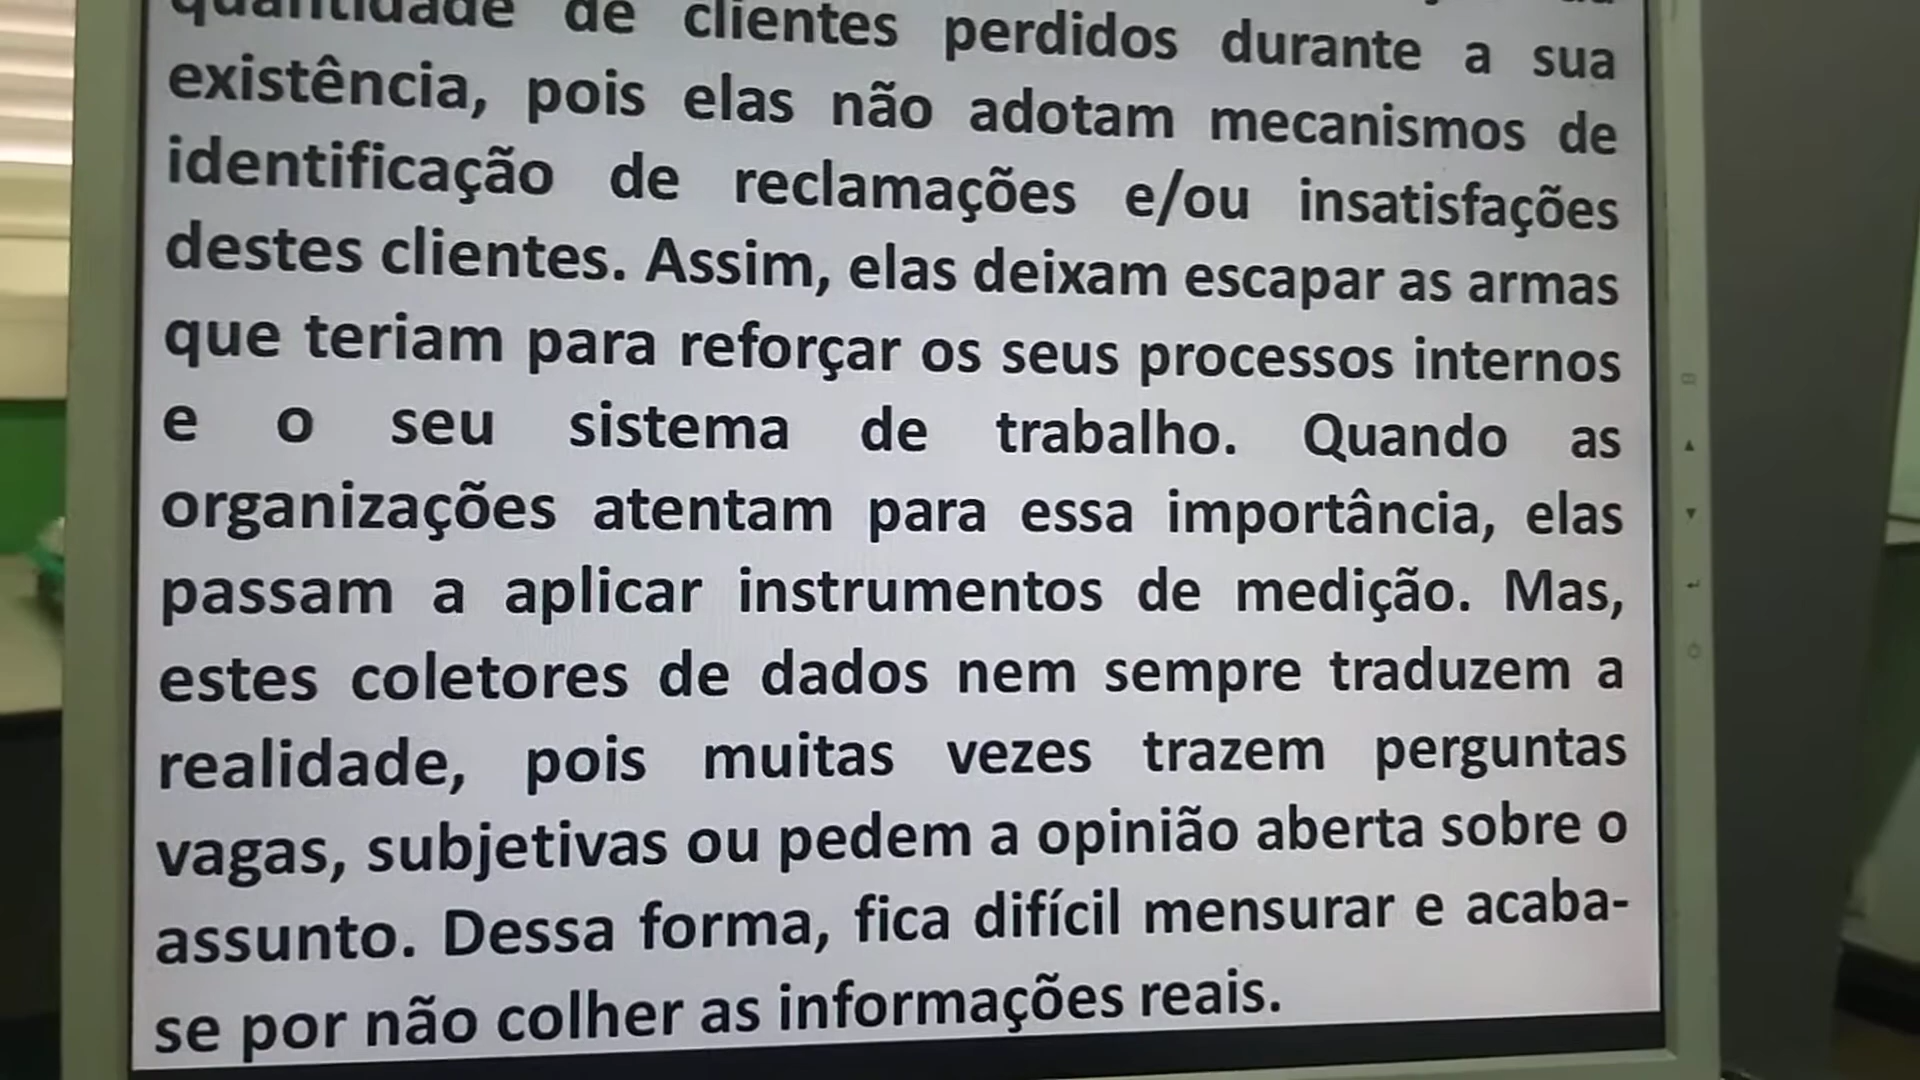 quantidade de clientes perdidos durante a sua
existência, pois elas não adotam mecanismos de
identificação de reclamações e/ou insatisfações
destes clientes. Assim, elas deixam escapar as armas
que teriam para reforçar os seus processos internos
e o seu sistema de trabalho. Quando as
organizações atentam para essa importância, elas
passam a aplicar instrumentos de medição. Mas,
estes coletores de dados nem sempre traduzem a
realidade, pois muitas vezes trazem perguntas
vagas, subjetivas ou pedem a opinião aberta sobre o
assunto. Dessa forma, fica difícil mensurar e acaba-
se por não colher as informações reais.